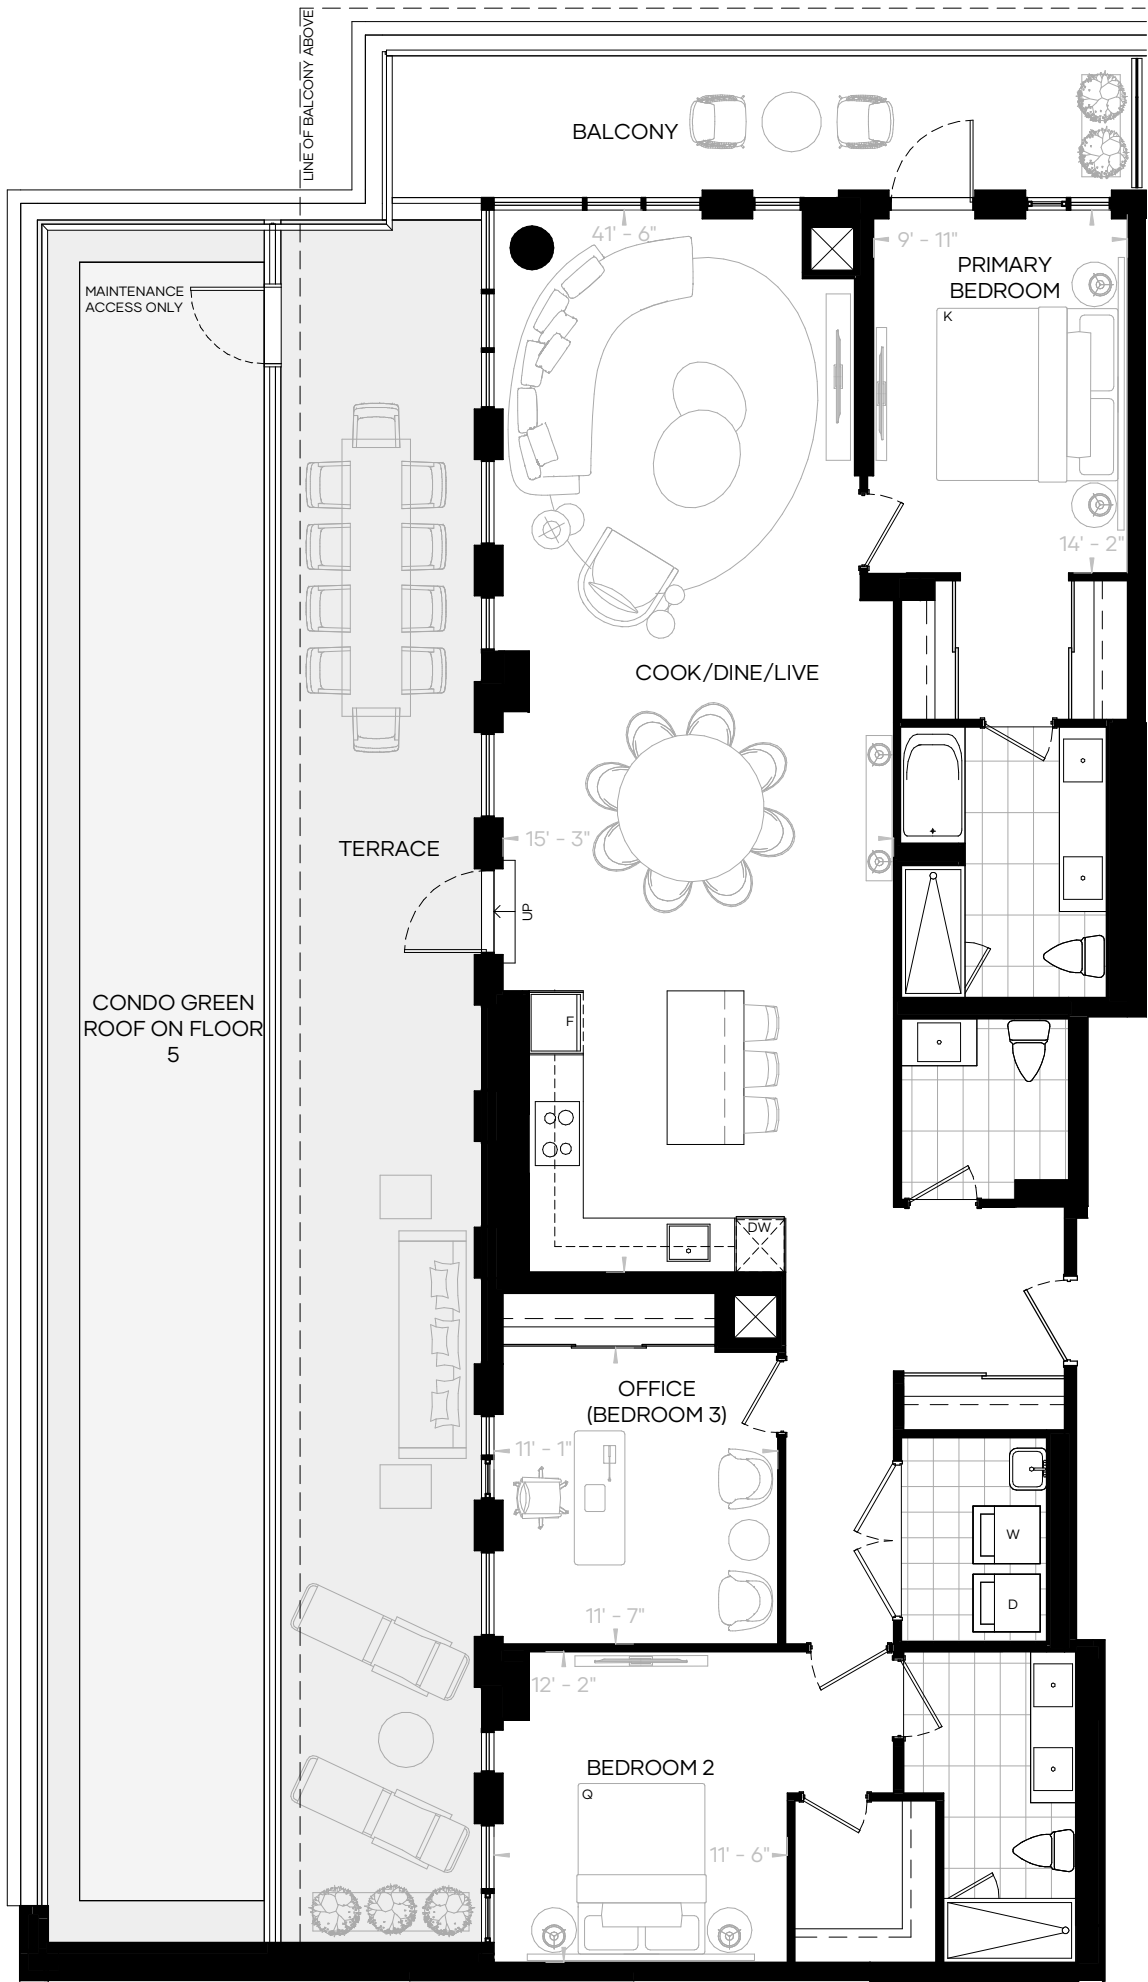 LINE OF BALCONY ABOVE
BALCONY
41' - 6"
9' - 11"
PRIMARY
BEDROOM
MAINTENANCE
ACCESS ONLY
K
14' - 2"
COOK/DINE/LIVE
TERRACE
15' - 3"
UP
CONDO GREEN
ROOF ON FLOOR
5
F
DW
OFFICE
(BEDROOM 3)
11' - 1"
W
D
11' - 7"
12' - 2"
BEDROOM 2
Q
11' - 6"